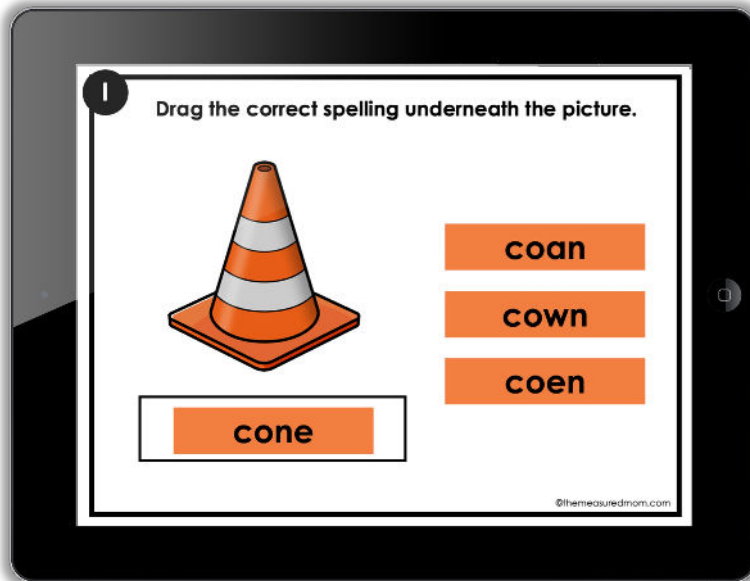 1
Drag the correct spelling underneath the picture.
coan
cown
coen
cone
©themeasuredmom.com